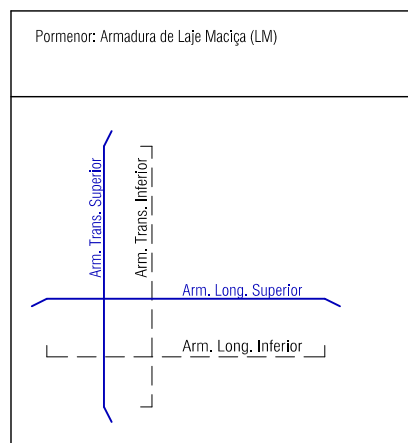 Pormenor: Armadura de Laje Maciça (LM)
Arm. Trans. Superior
Arm. Trans. Inferior
Arm. Long. Superior
Arm. Long. Inferior